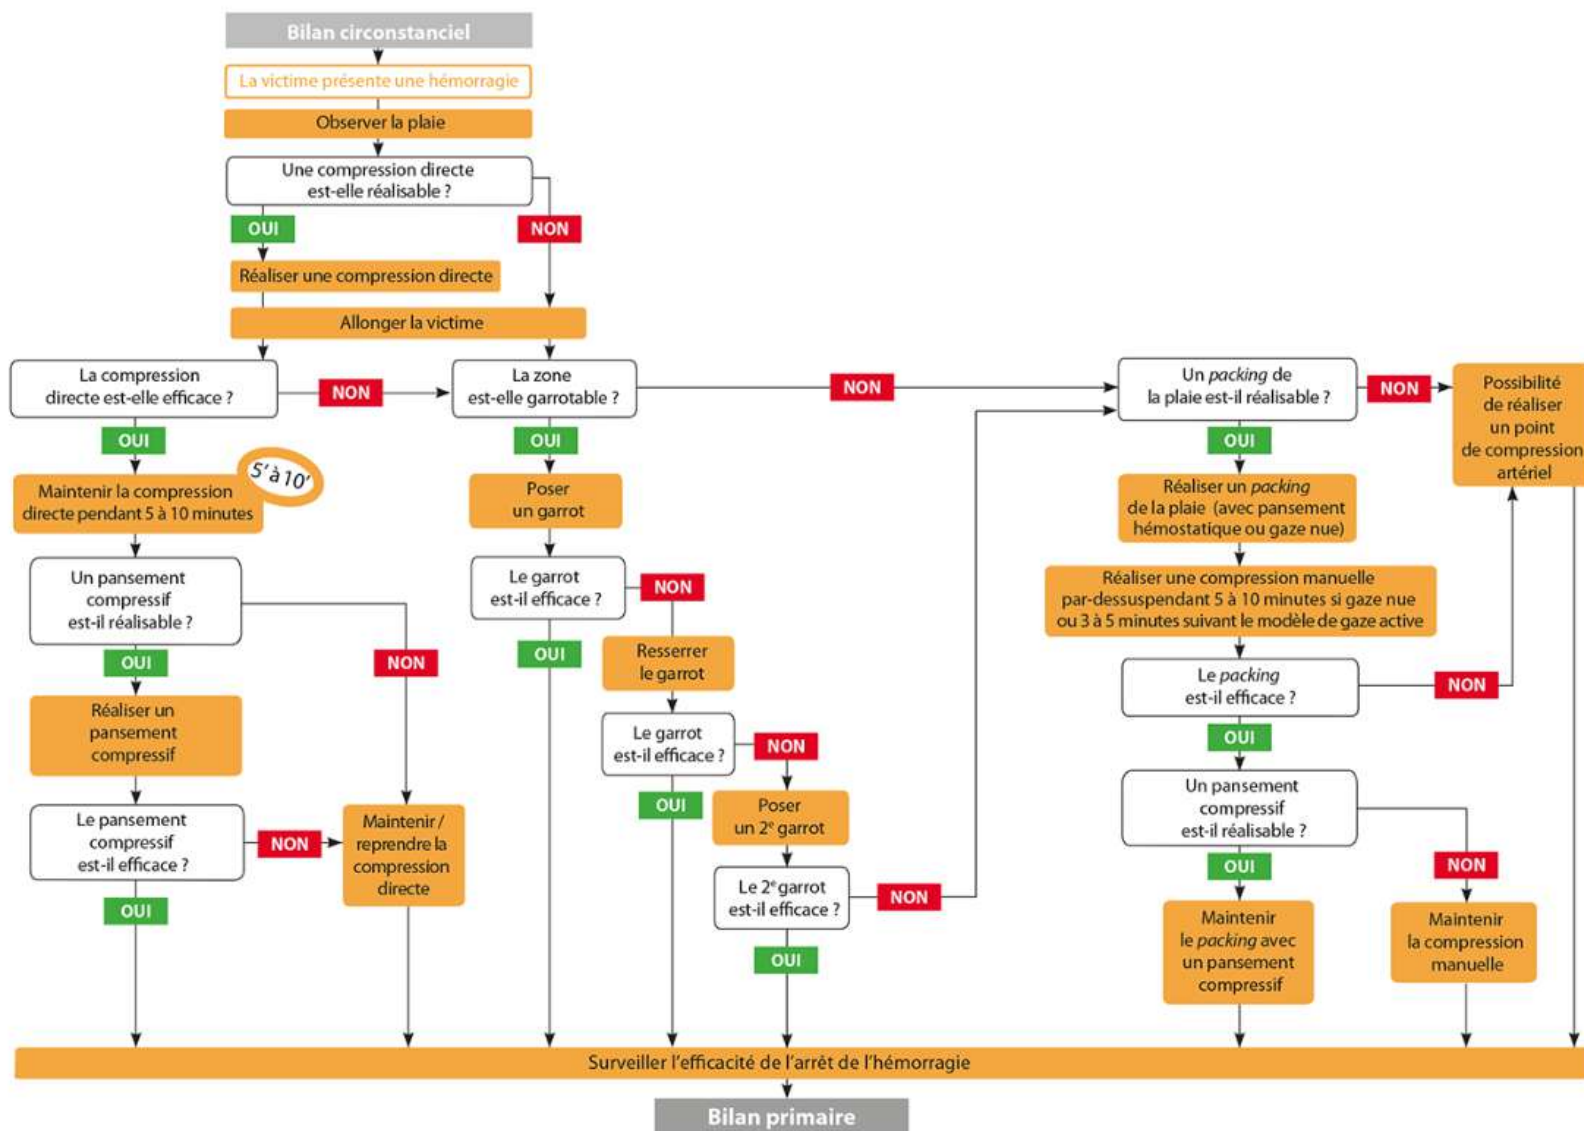 Bilan circonstanciel
La victime présente une hémorragie
Observer la plaie
Une compression directe
est-elle réalisable ?
OUI
NON
Réaliser une compression directe
Allonger la victime
La compression
directe est-elle efficace ?
NON
La zone
est-elle garrotable ?
NON
Un packing de
la plaie est-il réalisable ?
NON
Possibilité
de réaliser
un point
de compression
artériel
OUI
OUI
OUI
5' à 10'
Maintenir la compression
directe pendant 5 à 10 minutes
Poser
un garrot
Réaliser un packing
de la plaie (avec pansement
hémostatique ou gaze nue)
Un pansement
compressif
est-il réalisable ?
Le garrot
est-il efficace ?
NON
Réaliser une compression manuelle
par-dessuspendant 5 à 10 minutes si gaze nue
ou 3 à 5 minutes suivant le modèle de gaze active
OUI
NON
OUI
Resserrer
le garrot
Le packing
est-il efficace ?
NON
Réaliser un
pansement
compressif
Le garrot
est-il efficace ?
NON
OUI
OUI
Poser
un 2e garrot
Un pansement
compressif
est-il réalisable ?
Le pansement
compressif
est-il efficace ?
NON
Maintenir /
reprendre la
compression
directe
OUI
NON
Le 2e garrot
est-il efficace ?
NON
OUI
OUI
Maintenir
le packing avec
un pansement
compressif
Maintenir
la compression
manuelle
Surveiller l'efficacité de l'arrêt de l'hémorragie
Bilan primaire